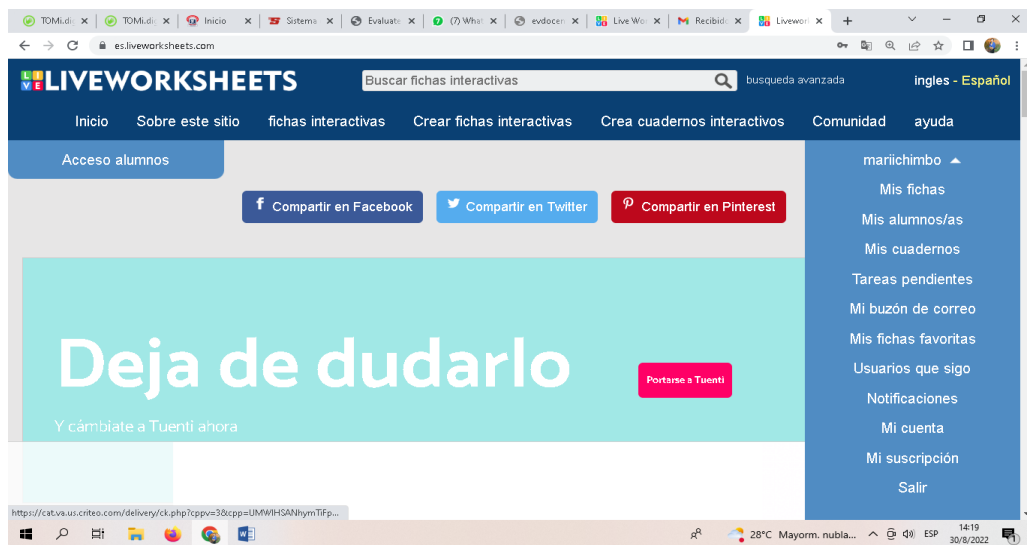 TOMi.dig TOMi.dig Inicio Sistema Evaluate (7) What evdocen Live Wor Recibido Livewor
es.liveworksheets.com
LIVE LIVEWORKSHEETS Buscar fichas interactivas busqueda avanzada ingles - Español
Inicio Sobre este sitio fichas interactivas Crear fichas interactivas Crea cuadernos interactivos Comunidad ayuda
Acceso alumnos
mariichimbo
Mis fichas
Mis alumnos/as
Mis cuadernos
Tareas pendientes
Mi buzón de correo
Mis fichas favoritas
Usuarios que sigo
Notificaciones
Mi cuenta
Mi suscripción
Salir
Compartir en Facebook Compartir en Twitter Compartir en Pinterest
Deja de dudarlo
Portarse a Tuenti
Y cámbiate a Tuenti ahora
https://cat.va.us.criteo.com/delivery/ck.php?cppv=3&cpp=UMWIHSANhymTiFp...
28°C Mayorm. nubla... ESP 14:19
30/8/2022